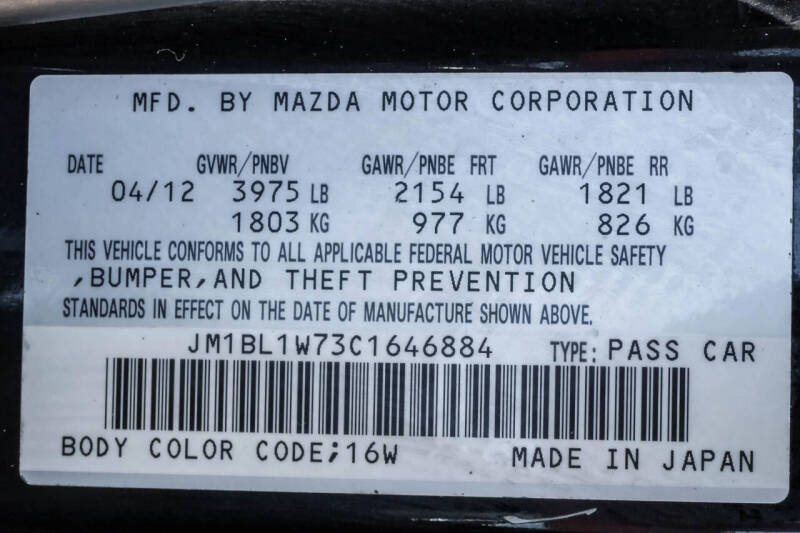 MFD. BY MAZDA MOTOR CORPORATION
DATE GVWR/PNBV GAWR/PNBE FRT GAWR/PNBE RR
04/12 3975 LB 2154 LB 1821 LB
1803 KG 977 KG 826 KG
THIS VEHICLE CONFORMS TO ALL APPLICABLE FEDERAL MOTOR VEHICLE SAFETY
,BUMPER,AND THEFT PREVENTION
STANDARDS IN EFFECT ON THE DATE OF MANUFACTURE SHOWN ABOVE.
JM1BL1W73C1646884 TYPE: PASS CAR
BODY COLOR CODE;16W MADE IN JAPAN